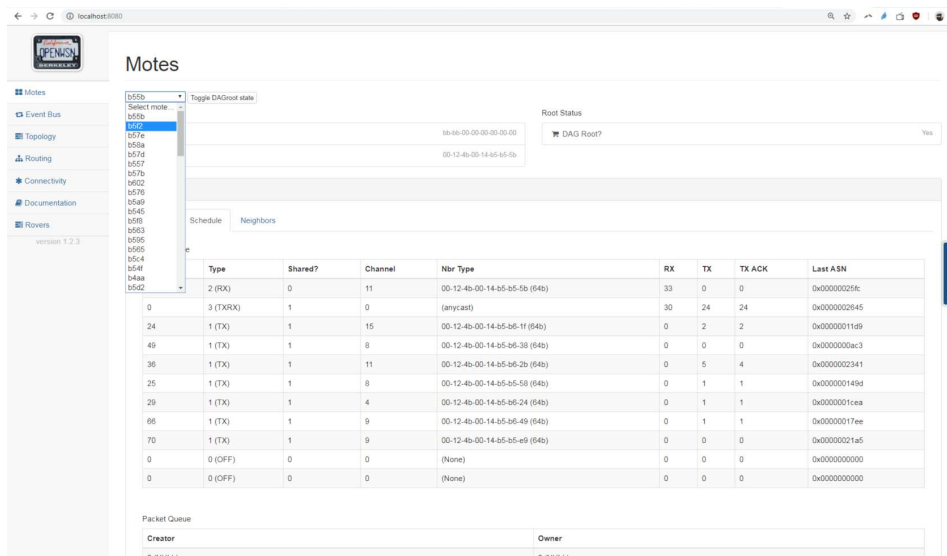 localhost:8080
California
OPENWSN
BERKELEY
Motes
Event Bus
Topology
Routing
Connectivity
Documentation
Rovers
version 1.2.3
Motes
b55b Toggle DAGroot state
Select mote...
b55b
b5f2
b57e
b58a
b57d
b557
b57b
b602
b576
b5a9
b545
b5f8
b563
b595
b565
b5c4
b54f
b4aa
b5d2
bb-bb-00-00-00-00-00-00
00-12-4b-00-14-b5-b5-5b
Root Status
DAG Root? Yes
Schedule Neighbors
e
Type Shared? Channel Nbr Type RX TX TX ACK Last ASN
2 (RX) 0 11 00-12-4b-00-14-b5-b5-5b (64b) 33 0 0 0x00000025fc
0 3 (TXRX) 1 0 (anycast) 30 24 24 0x0000002645
24 1 (TX) 1 15 00-12-4b-00-14-b5-b6-1f (64b) 0 2 2 0x00000011d9
49 1 (TX) 1 8 00-12-4b-00-14-b5-b6-38 (64b) 0 0 0 0x0000000ac3
36 1 (TX) 1 11 00-12-4b-00-14-b5-b6-2b (64b) 0 5 4 0x0000002341
25 1 (TX) 1 8 00-12-4b-00-14-b5-b5-58 (64b) 0 1 1 0x000000149d
29 1 (TX) 1 4 00-12-4b-00-14-b5-b6-24 (64b) 0 1 1 0x0000001cea
66 1 (TX) 1 9 00-12-4b-00-14-b5-b6-49 (64b) 0 1 1 0x00000017ee
70 1 (TX) 1 9 00-12-4b-00-14-b5-b5-e9 (64b) 0 0 0 0x00000021a5
0 0 (OFF) 0 0 (None) 0 0 0 0x0000000000
0 0 (OFF) 0 0 (None) 0 0 0 0x0000000000
Packet Queue
Creator Owner